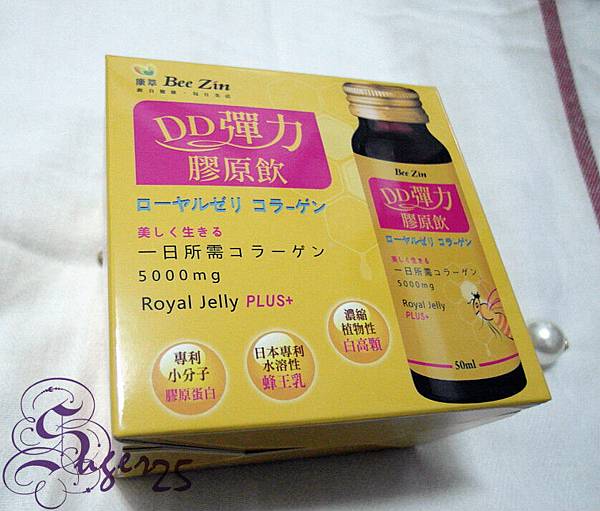 康萃 Bee Zin
DD彈力
膠原飲
ローヤルゼリ コラーゲン
美しく生きる
一日所需コラーゲン
5000mg
Royal Jelly PLUS+
專利
小分子
膠原蛋白
日本專利
水溶性
蜂王乳
濃縮
植物性
白高顆
Bee Zin
DD彈力
膠原飲
ローヤルゼリ コラーゲン
美しく生きる
一日所需コラーゲン
5000mg
Royal Jelly
PLUS+
50ml
Suger25